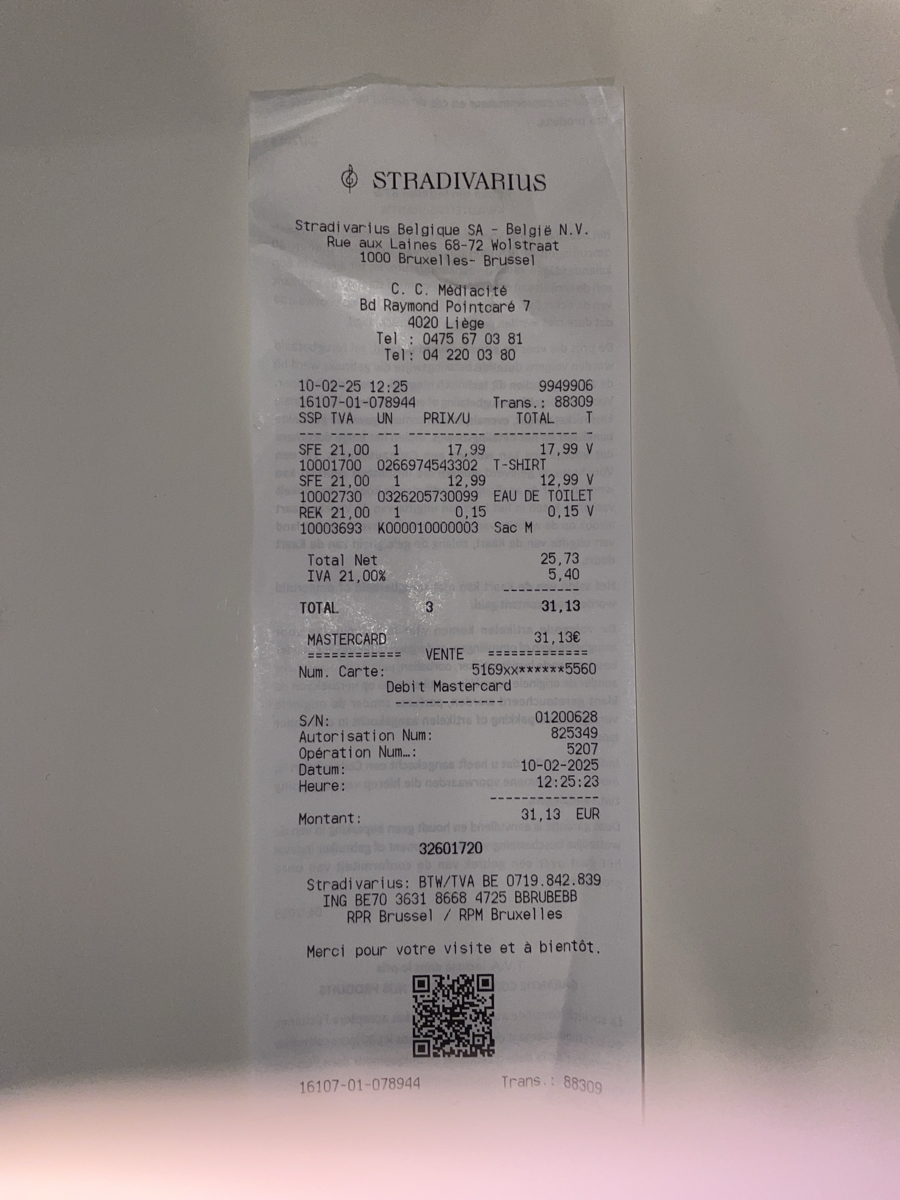 STRADIVARIUS
Stradivarius Belgique SA - België N.V.
Rue aux Laines 68-72 Wolstraat
1000 Bruxelles- Brussel
C. C. Médiacité
Bd Raymond Pointcaré 7
4020 Liège
Tel : 0475 67 03 81
Tel: 04 220 03 80
10-02-25 12:25 9949906
16107-01-078944 Trans.: 88309
SSP TVA UN PRIX/U TOTAL T
--- ----- --- ---------- ----------- -
SFE 21,00 1 17,99 17,99 V
10001700 0266974543302 T-SHIRT
SFE 21,00 1 12,99 12,99 V
10002730 0326205730099 EAU DE TOILET
REK 21,00 1 0,15 0,15 V
10003693 K000010000003 Sac M
Total Net 25,73
IVA 21,00% 5,40
----------
TOTAL 3 31,13
MASTERCARD 31,13€
============ VENTE =============
Num. Carte: 5169xx******5560
Debit Mastercard
--------------
S/N: 01200628
Autorisation Num: 825349
Opération Num…: 5207
Datum: 10-02-2025
Heure: 12:25:23
--------------
Montant: 31,13 EUR
32601720
Stradivarius: BTW/TVA BE 0719.842.839
ING BE70 3631 8668 4725 BBRUBEBB
RPR Brussel / RPM Bruxelles
Merci pour votre visite et à bientôt.
16107-01-078944 Trans.: 88309